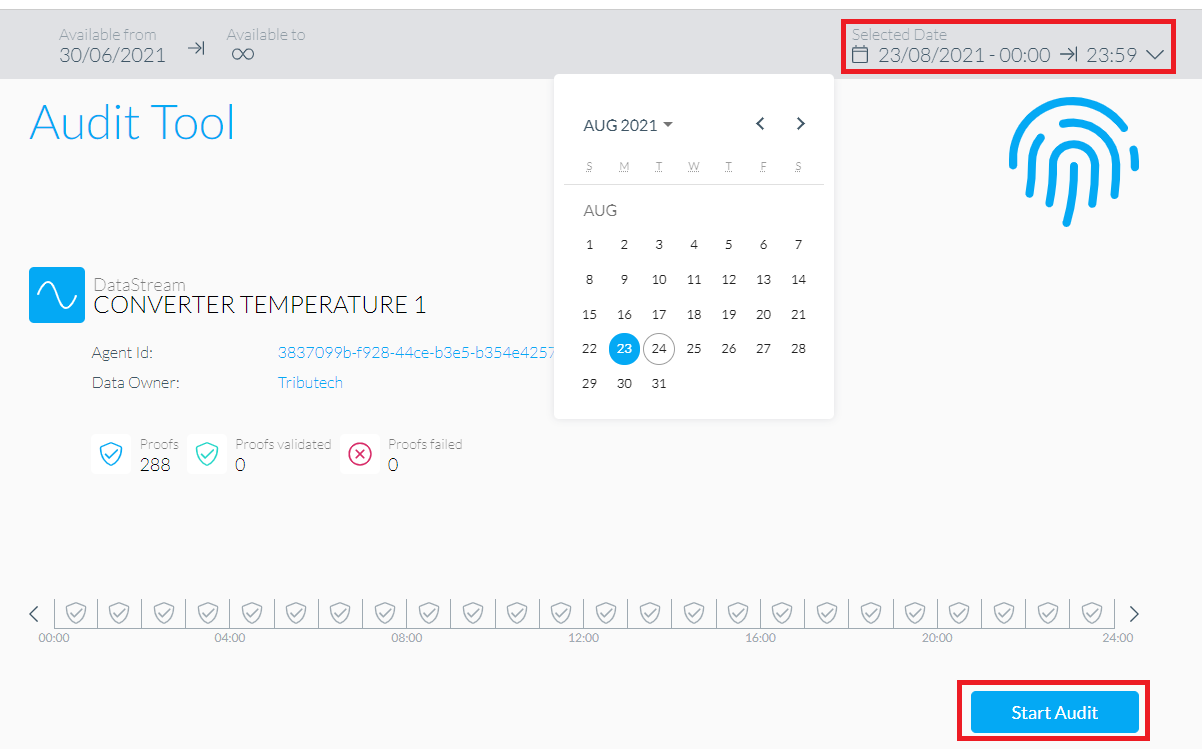 Available from
30/06/2021
Available to
∞
Selected Date
23/08/2021 - 00:00 23:59
Audit Tool
AUG 2021
S M T W T F S
AUG
1 2 3 4 5 6 7
8 9 10 11 12 13 14
15 16 17 18 19 20 21
22 23 24 25 26 27 28
29 30 31
DataStream
CONVERTER TEMPERATURE 1
Agent Id: 3837099b-f928-44ce-b3e5-b354e4257
Data Owner: Tributech
Proofs
288
Proofs validated
0
Proofs failed
0
00:00 04:00 08:00 12:00 16:00 20:00 24:00
Start Audit